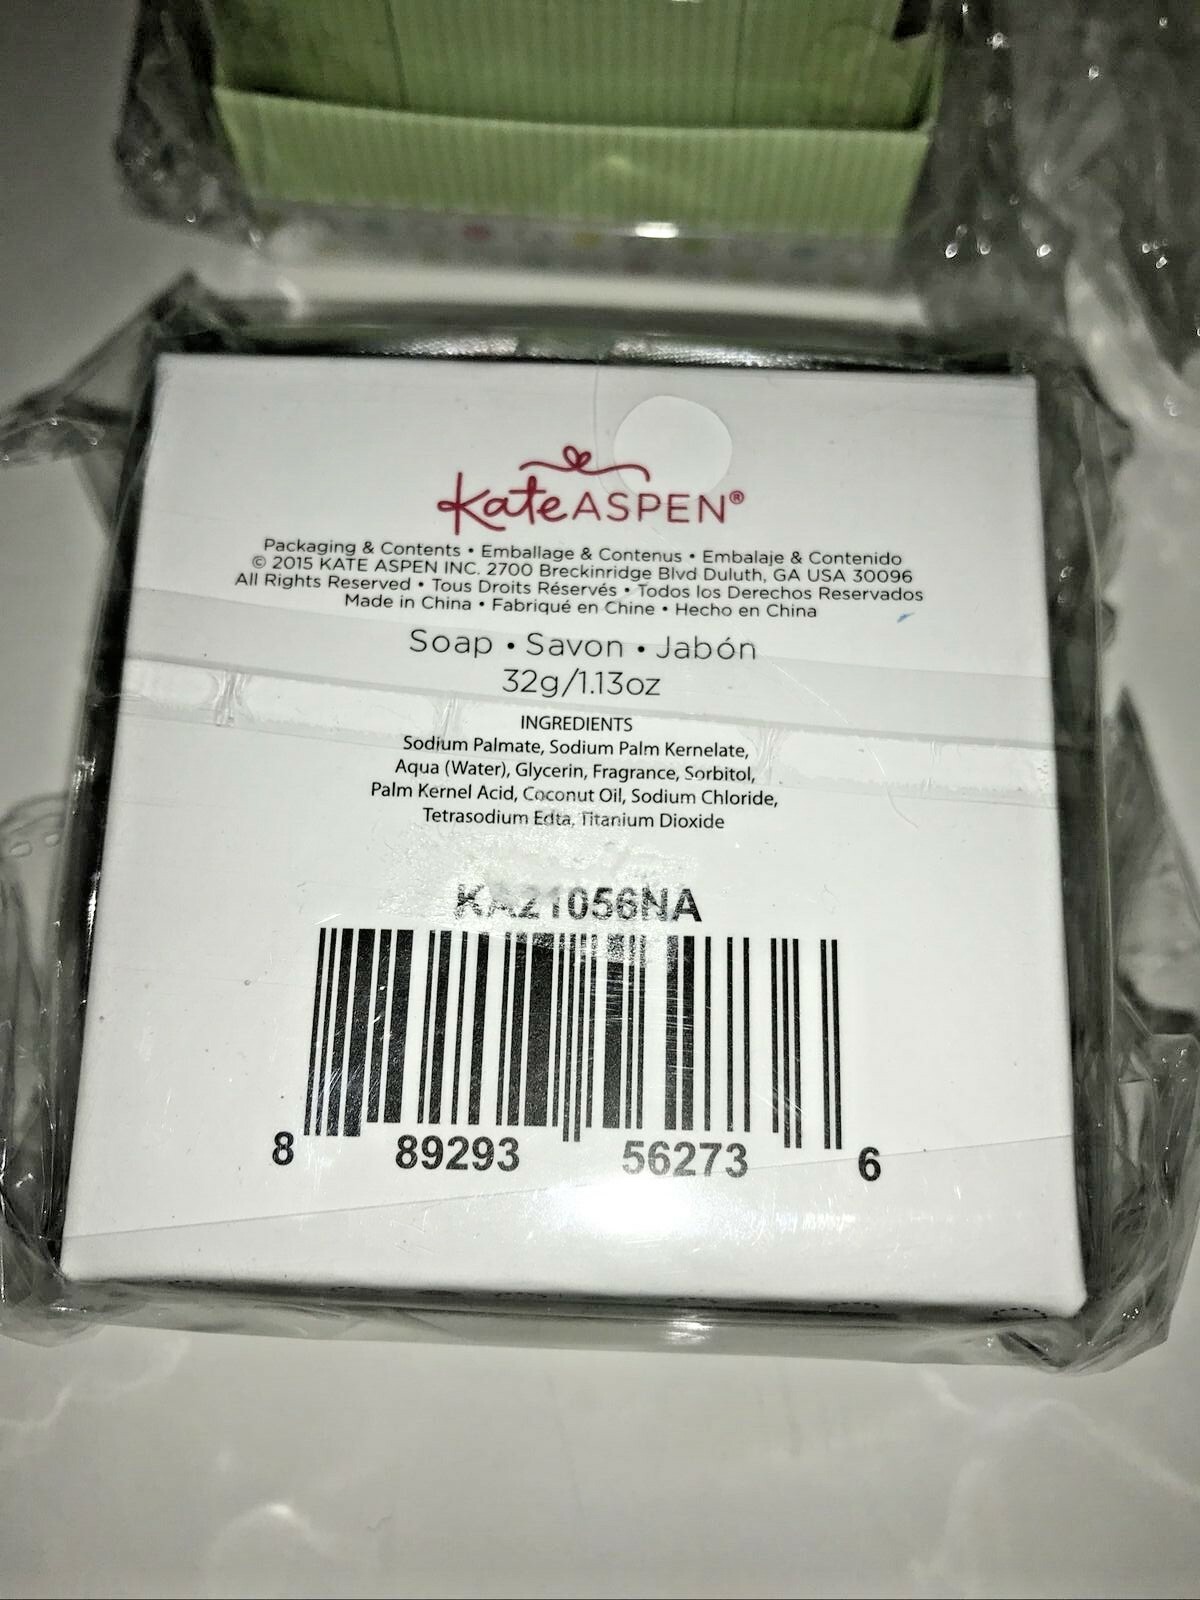 Kate ASPEN®
Packaging & Contents • Emballage & Contenus • Embalaje & Contenido
© 2015 KATE ASPEN INC. 2700 Breckinridge Blvd Duluth, GA USA 30096
All Rights Reserved • Tous Droits Réservés • Todos los Derechos Reservados
Made in China • Fabriqué en Chine • Hecho en China
Soap • Savon • Jabón
32g/1.13oz
INGREDIENTS
Sodium Palmate, Sodium Palm Kernelate,
Aqua (Water), Glycerin, Fragrance, Sorbitol,
Palm Kernel Acid, Coconut Oil, Sodium Chloride,
Tetrasodium Edta, Titanium Dioxide
KA21056NA
8 89293 56273 6